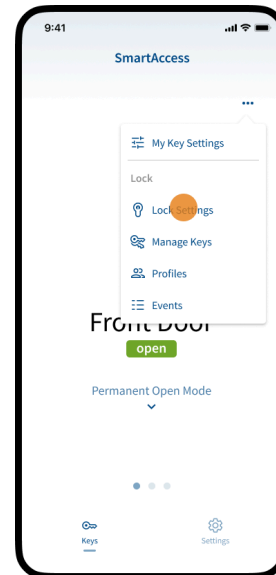 9:41
SmartAccess
My Key Settings
Lock
Lock Settings
Manage Keys
Profiles
Events
Front Door
open
Permanent Open Mode
Keys
Settings